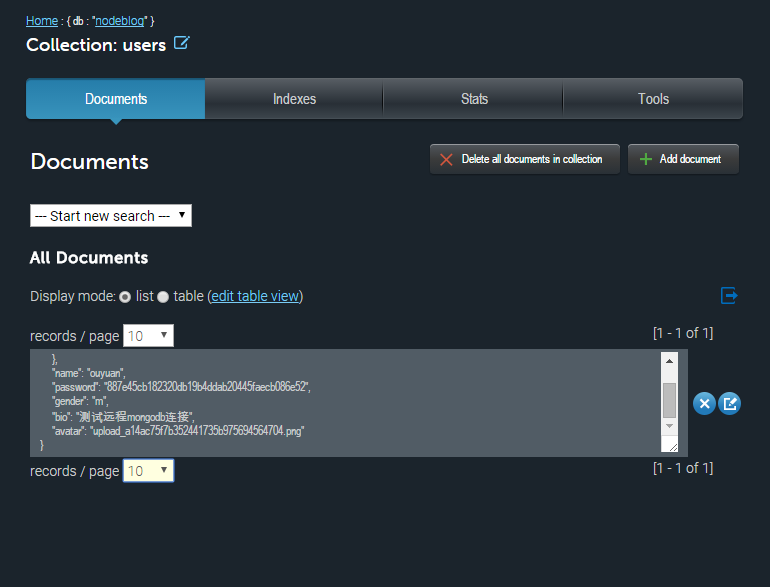 Home : { db : "nodeblog" }
Collection: users
Documents Indexes Stats Tools
Documents
Delete all documents in collection
Add document
--- Start new search ---
All Documents
Display mode: list table (edit table view)
records / page 10 [1 - 1 of 1]
},
"name": "ouyuan",
"password": "887e45cb182320db19b4ddab20445faecb086e52",
"gender": "m",
"bio": "测试远程mongodb连接",
"avatar": "upload_a14ac75f7b352441735b975694564704.png"
}
records / page 10 [1 - 1 of 1]